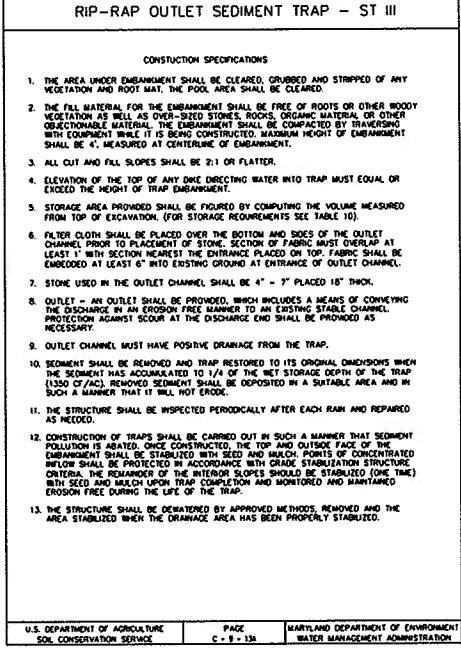 RIP-RAP OUTLET SEDIMENT TRAP - ST III
CONSTUCTION SPECIFICATIONS
1. THE AREA UNDER EMBANKMENT SHALL BE CLEARED, GRUBBED AND STRIPPED OF ANY
VEGETATION AND ROOT MAT. THE POOL AREA SHALL BE CLEARED.
2. THE FILL MATERIAL FOR THE EMBANKMENT SHALL BE FREE OF ROOTS OR OTHER WOODY
VEGETATION AS WELL AS OVER-SIZED STONES, ROCKS, ORGANIC MATERIAL OR OTHER
OBJECTIONABLE MATERIAL. THE EMBANKMENT SHALL BE COMPACTED BY TRAVERSING
WITH EQUIPMENT WHILE IT IS BEING CONSTRUCTED. MAXIMUM HEIGHT OF EMBANKMENT
SHALL BE 4', MEASURED AT CENTERLINE OF EMBANKMENT.
3. ALL CUT AND FILL SLOPES SHALL BE 2:1 OR FLATTER.
4. ELEVATION OF THE TOP OF ANY DIKE DIRECTING WATER INTO TRAP MUST EQUAL OR
EXCEED THE HEIGHT OF TRAP EMBANKMENT.
5. STORAGE AREA PROVIDED SHALL BE FIGURED BY COMPUTING THE VOLUME MEASURED
FROM TOP OF EXCAVATION. (FOR STORAGE REQUIREMENTS SEE TABLE 10).
6. FILTER CLOTH SHALL BE PLACED OVER THE BOTTOM AND SIDES OF THE OUTLET
CHANNEL PRIOR TO PLACEMENT OF STONE. SECTION OF FABRIC MUST OVERLAP AT
LEAST 1' WITH SECTION NEAREST THE ENTRANCE PLACED ON TOP. FABRIC SHALL BE
EMBEDDED AT LEAST 6" INTO EXISTING GROUND AT ENTRANCE OF OUTLET CHANNEL.
7. STONE USED IN THE OUTLET CHANNEL SHALL BE 4" - 7" PLACED 18" THICK.
8. OUTLET - AN OUTLET SHALL BE PROVIDED, WHICH INCLUDES A MEANS OF CONVEYING
THE DISCHARGE IN AN EROSION FREE MANNER TO AN EXISTING STABLE CHANNEL.
PROTECTION AGAINST SCOUR AT THE DISCHARGE END SHALL BE PROVIDED AS
NECESSARY.
9. OUTLET CHANNEL MUST HAVE POSITIVE DRAINAGE FROM THE TRAP.
10. SEDIMENT SHALL BE REMOVED AND TRAP RESTORED TO ITS ORIGINAL DIMENSIONS WHEN
THE SEDIMENT HAS ACCUMULATED TO 1/4 OF THE WET STORAGE DEPTH OF THE TRAP
(1350 CF/AC). REMOVED SEDIMENT SHALL BE DEPOSITED IN A SUITABLE AREA AND IN
SUCH A MANNER THAT IT WILL NOT ERODE.
11. THE STRUCTURE SHALL BE INSPECTED PERIODICALLY AFTER EACH RAIN AND REPAIRED
AS NEEDED.
12. CONSTRUCTION OF TRAPS SHALL BE CARRIED OUT IN SUCH A MANNER THAT SEDIMENT
POLLUTION IS ABATED. ONCE CONSTRUCTED, THE TOP AND OUTSIDE FACE OF THE
EMBANKMENT SHALL BE STABILIZED WITH SEED AND MULCH. POINTS OF CONCENTRATED
INFLOW SHALL BE PROTECTED IN ACCORDANCE WITH GRADE STABILIZATION STRUCTURE
CRITERIA. THE REMAINDER OF THE INTERIOR SLOPES SHOULD BE STABILIZED (ONE TIME)
WITH SEED AND MULCH UPON TRAP COMPLETION AND MONITORED AND MAINTAINED
EROSION FREE DURING THE LIFE OF THE TRAP.
13. THE STRUCTURE SHALL BE DEWATERED BY APPROVED METHODS, REMOVED AND THE
AREA STABILIZED WHEN THE DRAINAGE AREA HAS BEEN PROPERLY STABILIZED.
U.S. DEPARTMENT OF AGRICULTURE
SOIL CONSERVATION SERVICE
PAGE
C - 9 - 13A
MARYLAND DEPARTMENT OF ENVIRONMENT
WATER MANAGEMENT ADMINISTRATION